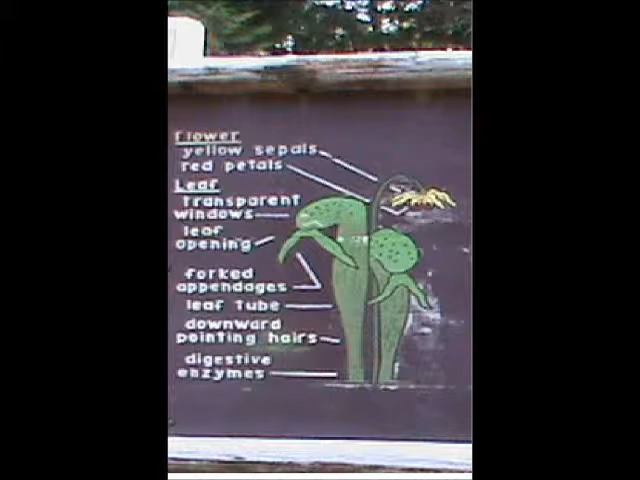 Flower
yellow sepals
red petals
Leaf
transparent
windows
leaf
opening
forked
appendages
leaf tube
downward
pointing hairs
digestive
enzymes